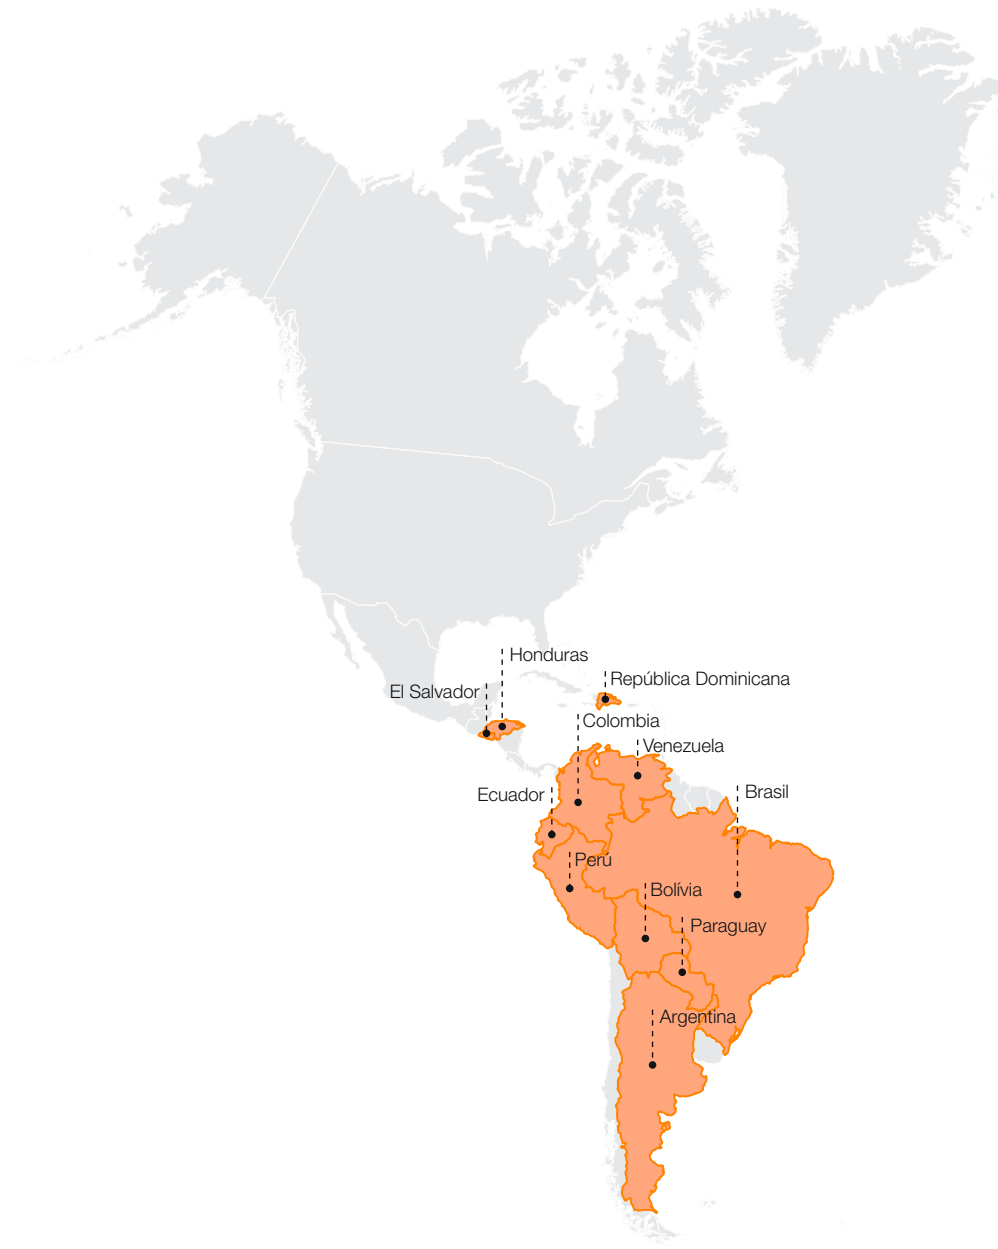 Honduras
República Dominicana
El Salvador
Colombia
Venezuela
Brasil
Ecuador
Perú
Bolívia
Paraguay
Argentina